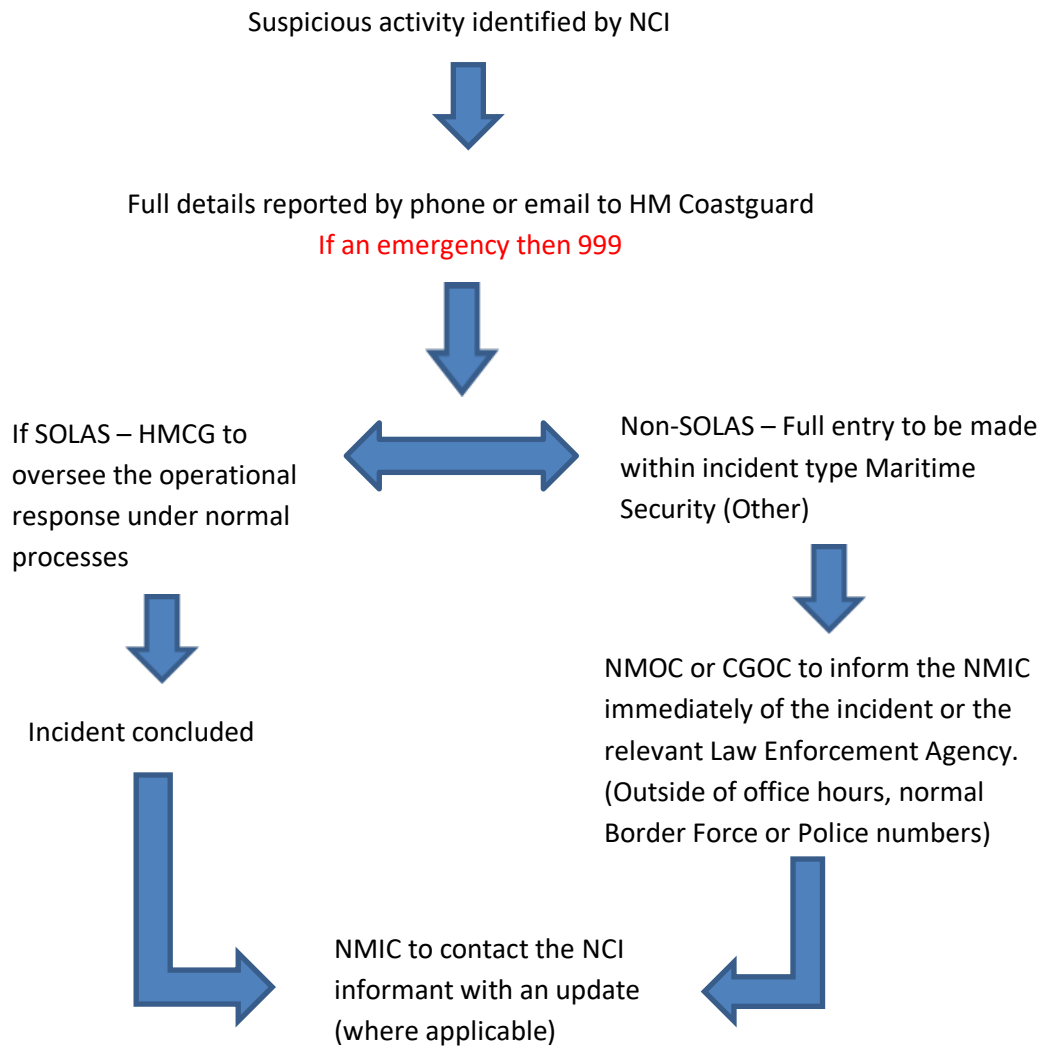 Suspicious activity identified by NCI
Full details reported by phone or email to HM Coastguard
If an emergency then 999
If SOLAS – HMCG to
oversee the operational
response under normal
processes
Non-SOLAS – Full entry to be made
within incident type Maritime
Security (Other)
Incident concluded
NMOC or CGOC to inform the NMIC
immediately of the incident or the
relevant Law Enforcement Agency.
(Outside of office hours, normal
Border Force or Police numbers)
NMIC to contact the NCI
informant with an update
(where applicable)